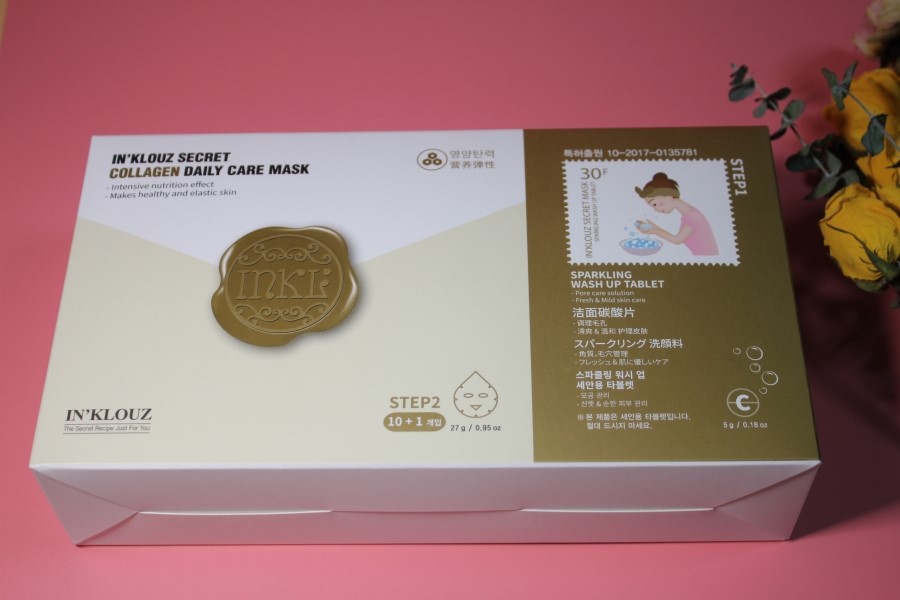 IN'KLOUZ SECRET
COLLAGEN DAILY CARE MASK
- Intensive nutrition effect
- Makes healthy and elastic skin
영양탄력
营养弹性
INKLi
IN'KLOUZ
The Secret Recipe Just For You
STEP2
10 + 1 개입
27 g / 0.95 oz
특허출원 10-2017-0135781
STEP1
30F
IN'KLOUZ SECRET MASK
SPARKLING WASH UP TABLET
SPARKLING
WASH UP TABLET
- Pore care solution
- Fresh & Mild skin care
洁面碳酸片
- 调理毛孔
- 清爽 & 温和 护理皮肤
スパークリング 洗顔料
- 角質, 毛穴管理
- フレッシュ & 肌に優しいケア
스파클링 워시 업
세안용 타블렛
- 모공 관리
- 산뜻 & 순한 피부 관리
※ 본 제품은 세안용 타블렛입니다.
절대 드시지 마세요.
C
5 g / 0.18 oz